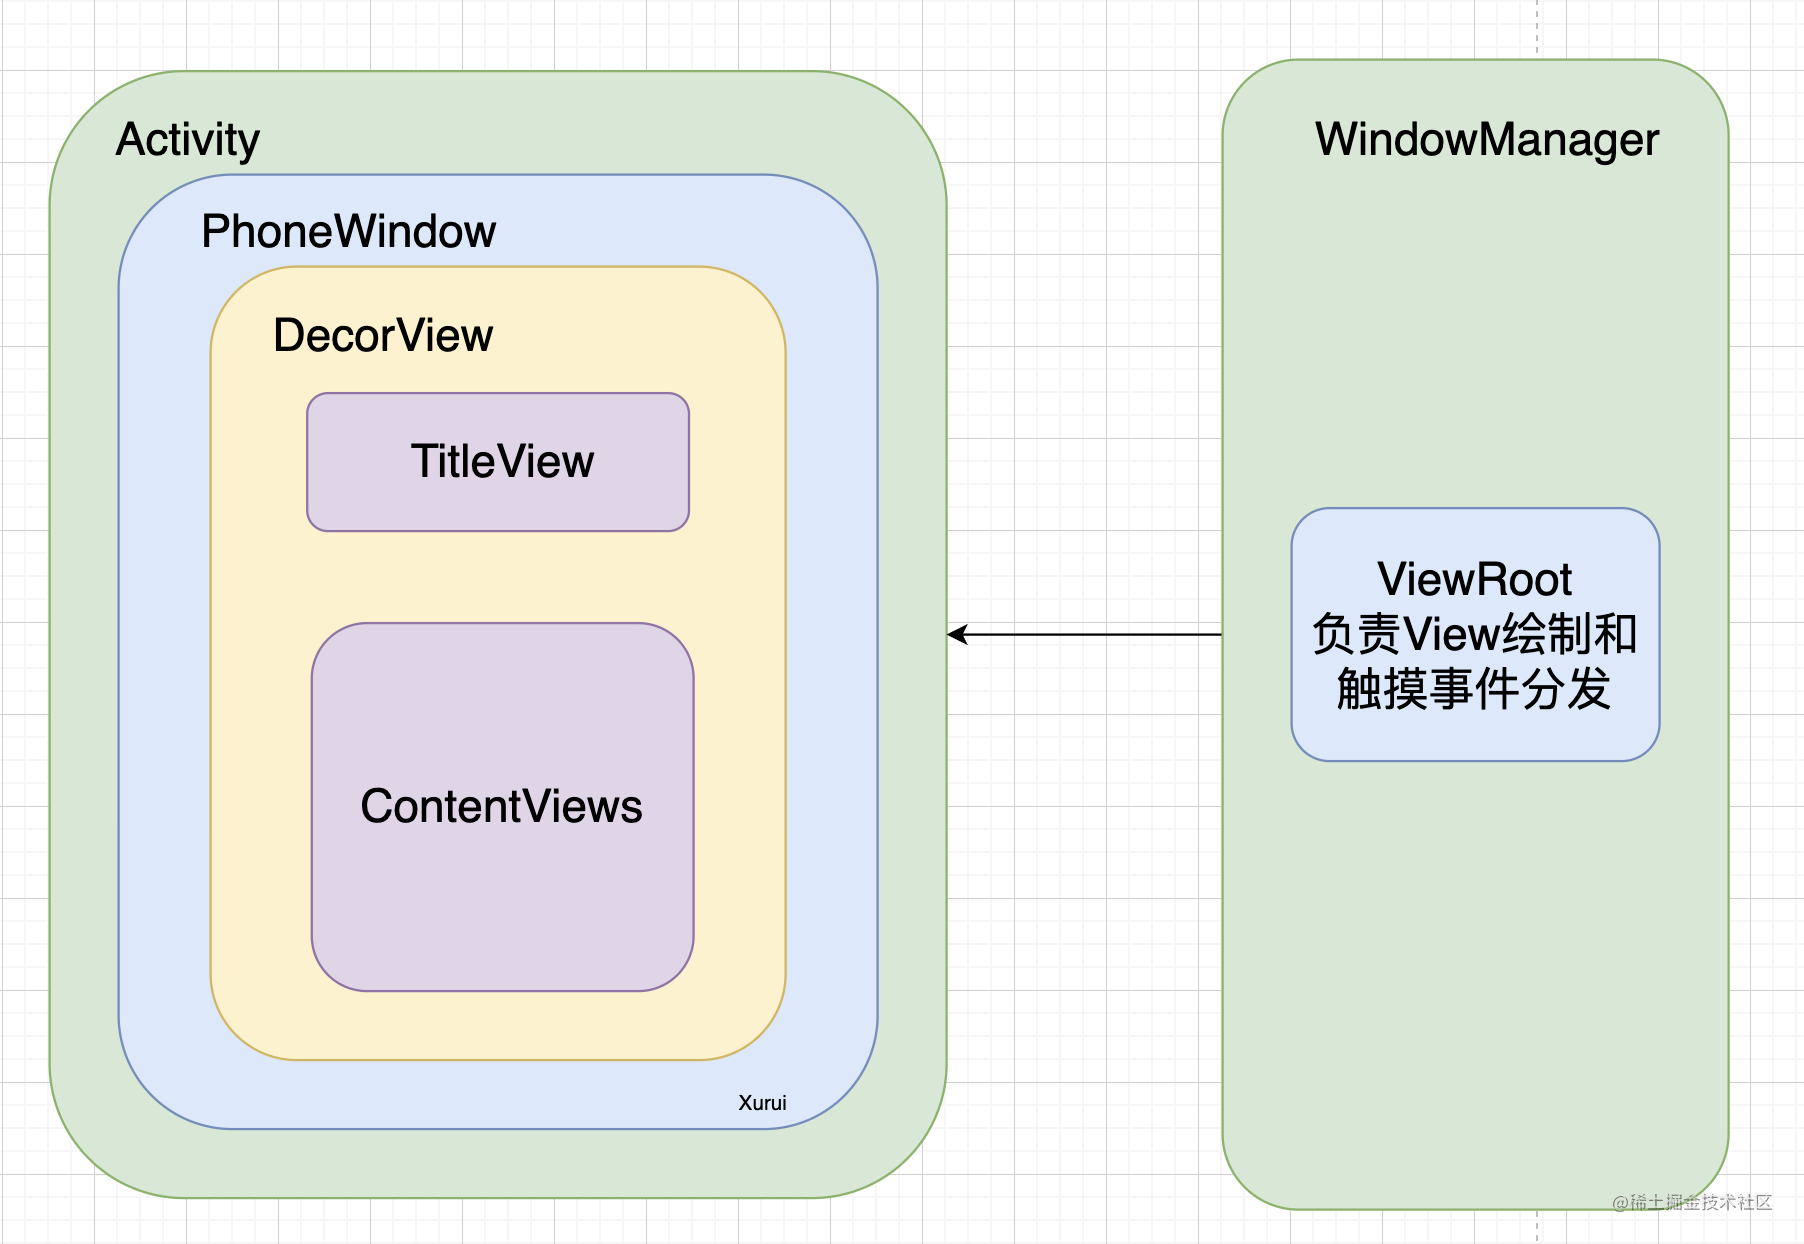 Activity
PhoneWindow
DecorView
TitleView
ContentViews
Xurui
WindowManager
ViewRoot
负责View绘制和
触摸事件分发
@稀土掘金技术社区